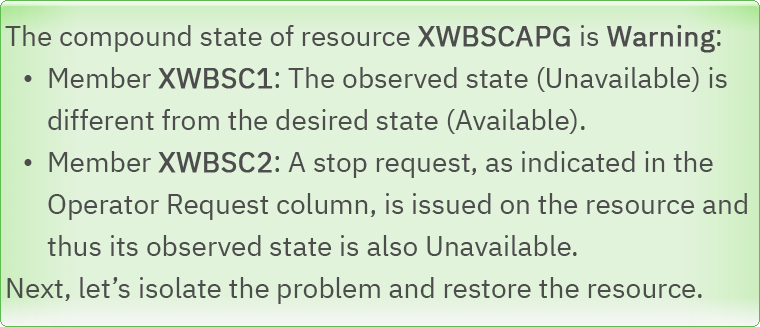 The compound state of resource XWBSCAPG is Warning:
• Member XWBSC1: The observed state (Unavailable) is
different from the desired state (Available).
• Member XWBSC2: A stop request, as indicated in the
Operator Request column, is issued on the resource and
thus its observed state is also Unavailable.
Next, let’s isolate the problem and restore the resource.